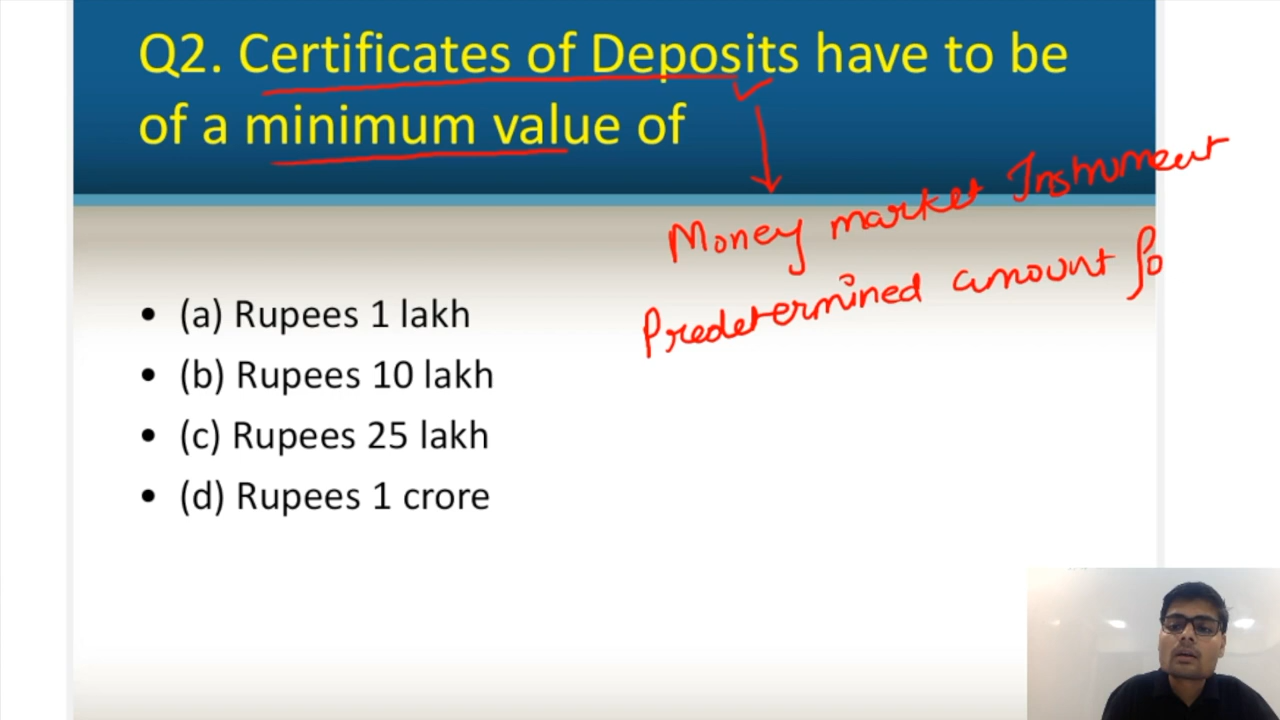 Q2. Certificates of Deposits have to be
of a minimum value of
Money market Instrument
Predetermined amount fo
• (a) Rupees 1 lakh
• (b) Rupees 10 lakh
• (c) Rupees 25 lakh
• (d) Rupees 1 crore